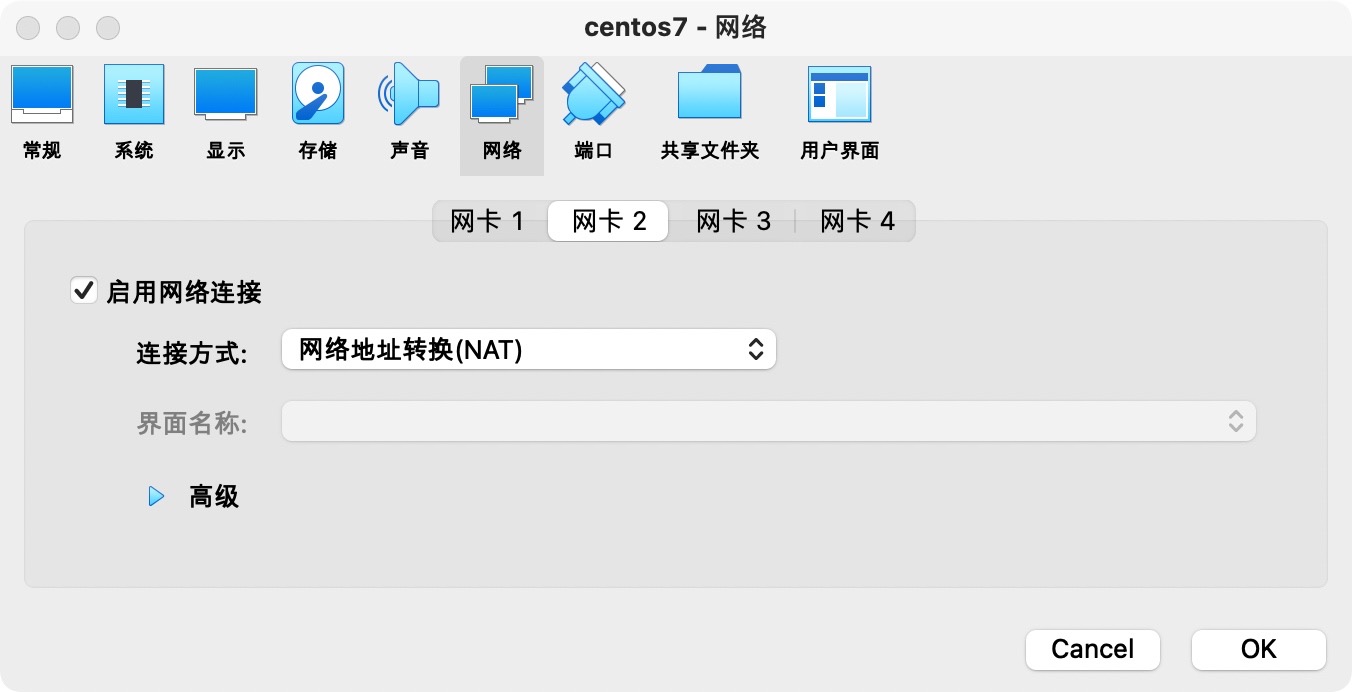 centos7 - 网络
常规 系统 显示 存储 声音 网络 端口 共享文件夹 用户界面
网卡 1 网卡 2 网卡 3 网卡 4
启用网络连接
连接方式: 网络地址转换(NAT)
界面名称:
高级
Cancel OK